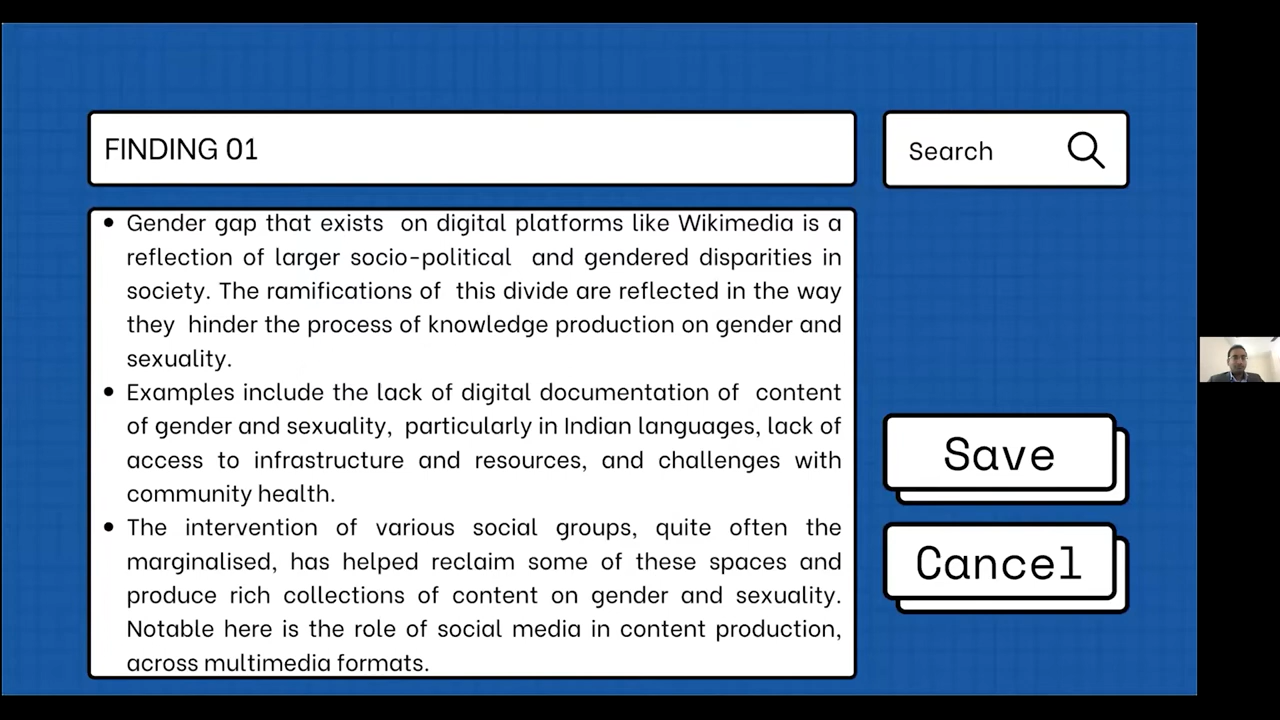 FINDING 01
Search
Gender gap that exists on digital platforms like Wikimedia is a
reflection of larger socio-political and gendered disparities in
society. The ramifications of this divide are reflected in the way
they hinder the process of knowledge production on gender and
sexuality.
Examples include the lack of digital documentation of content
of gender and sexuality, particularly in Indian languages, lack of
access to infrastructure and resources, and challenges with
community health.
The intervention of various social groups, quite often the
marginalised, has helped reclaim some of these spaces and
produce rich collections of content on gender and sexuality.
Notable here is the role of social media in content production,
across multimedia formats.
Save
Cancel